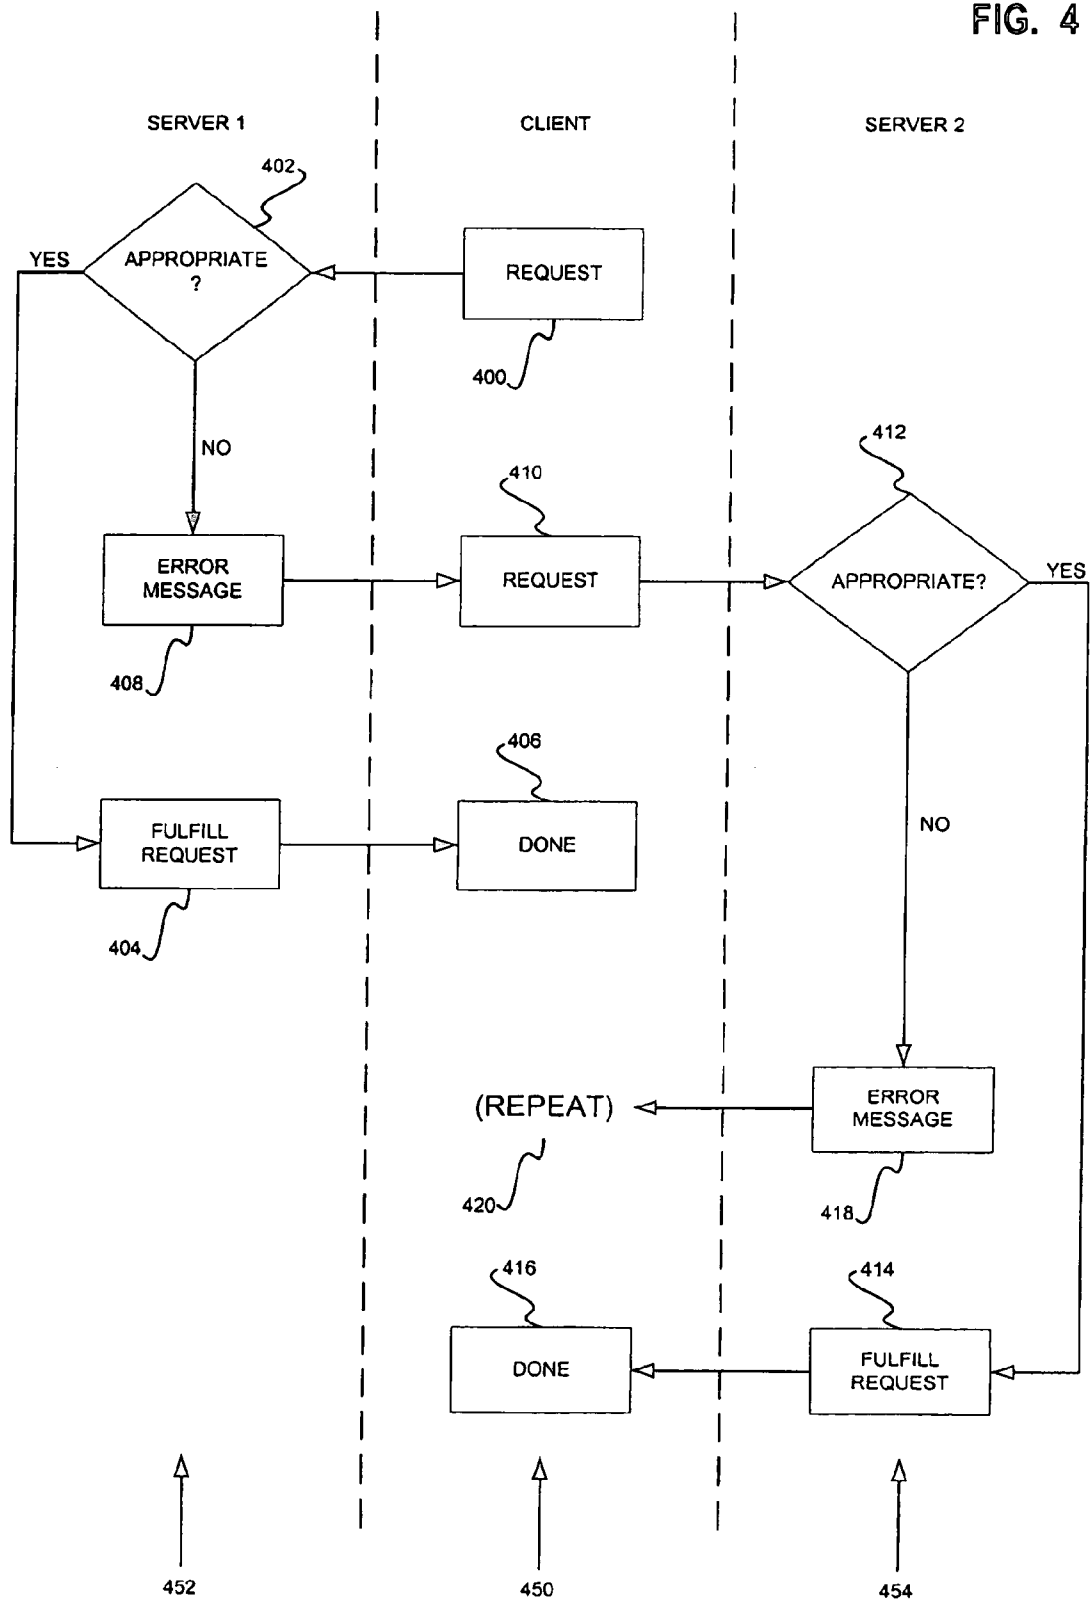 FIG. 4
SERVER 1
CLIENT
SERVER 2
402
YES
APPROPRIATE
?
REQUEST
400
NO
412
410
ERROR
MESSAGE
REQUEST
APPROPRIATE?
YES
408
406
FULFILL
REQUEST
DONE
NO
404
(REPEAT)
ERROR
MESSAGE
420
418
416
414
DONE
FULFILL
REQUEST
452
450
454